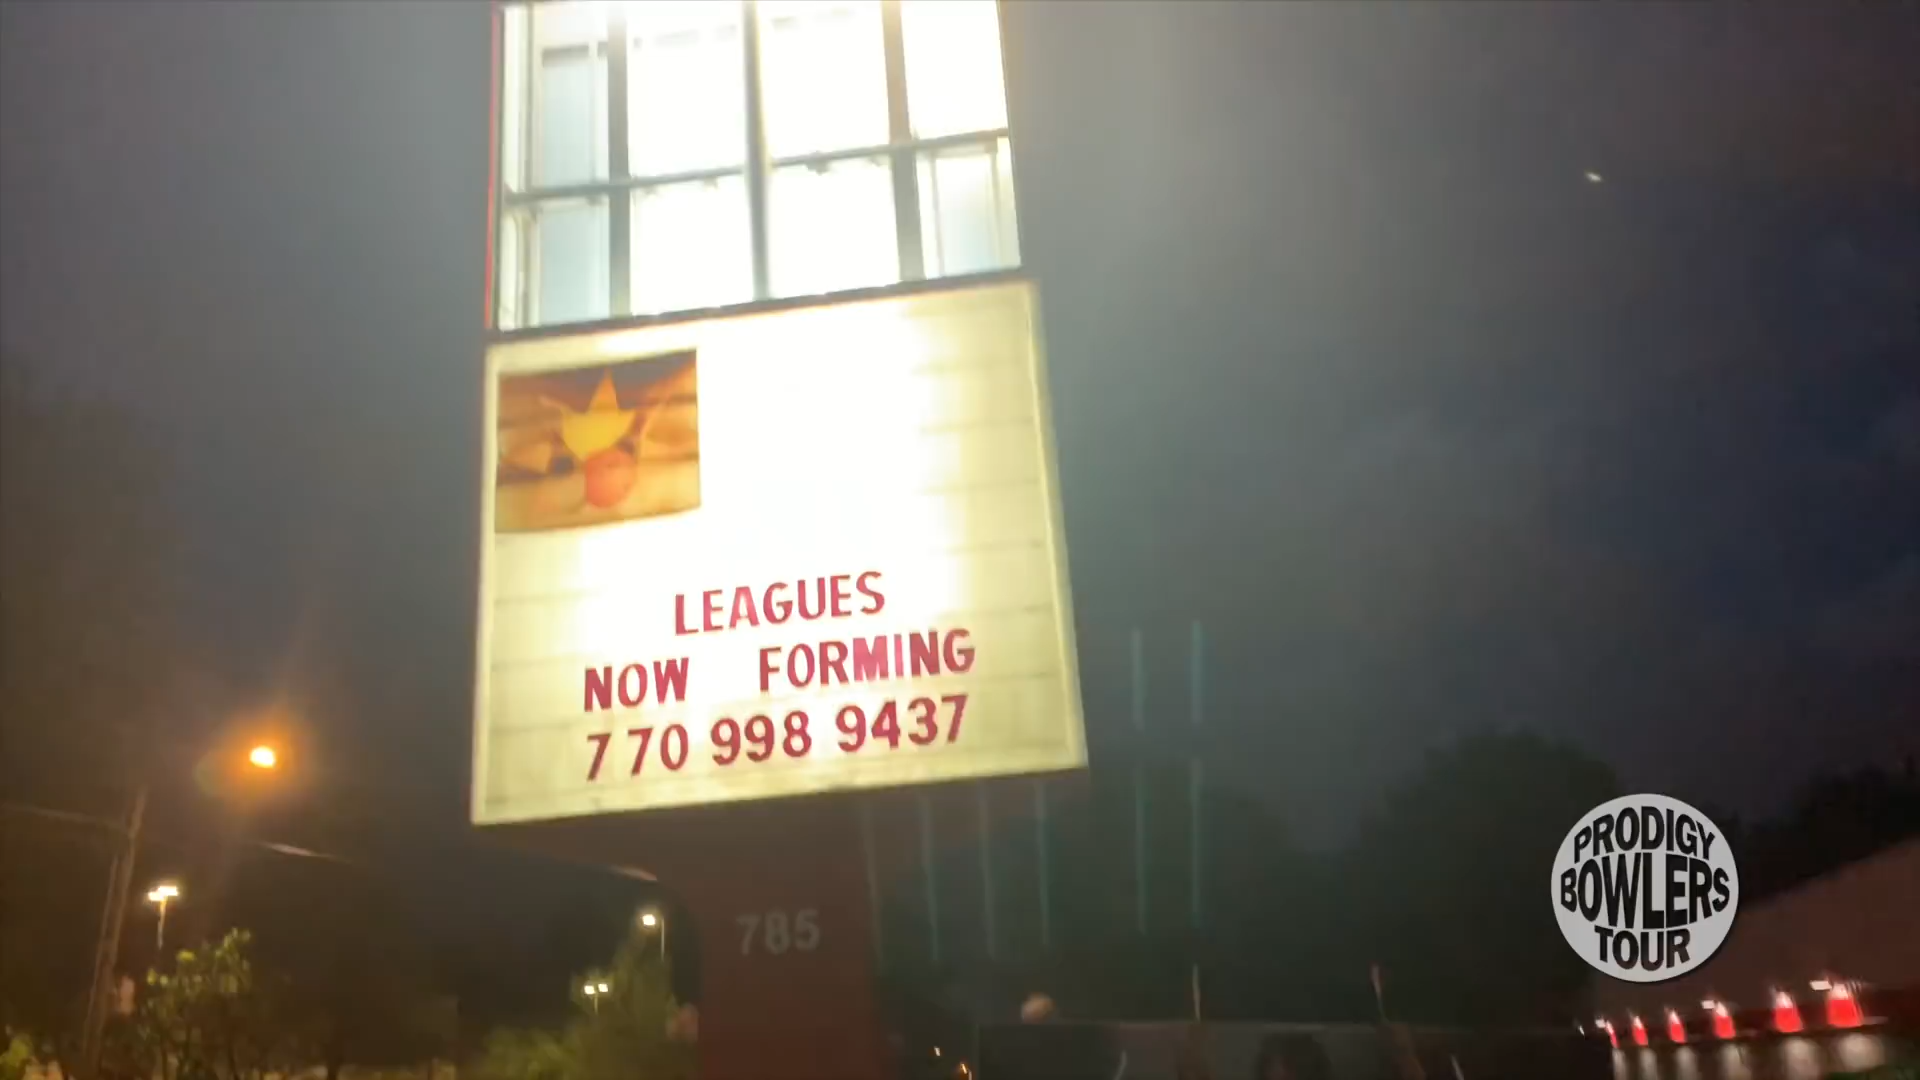 LEAGUES
NOW FORMING
770 998 9437
785
PRODIGY
BOWLERS
TOUR